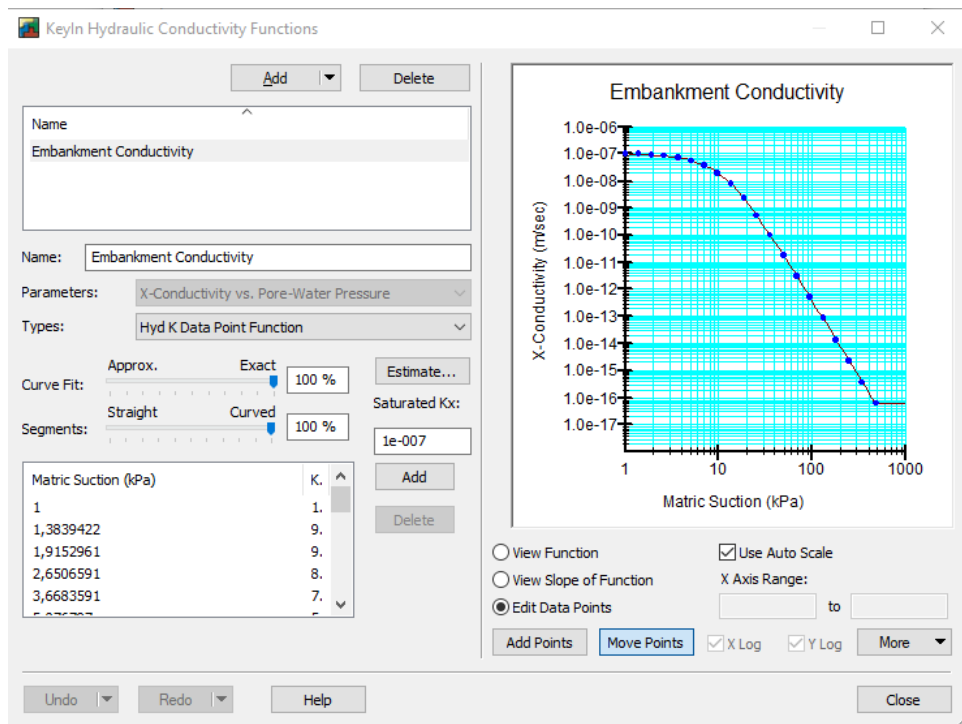 KeyIn Hydraulic Conductivity Functions
Add
Delete
Name
Embankment Conductivity
Name:
Embankment Conductivity
Parameters:
X-Conductivity vs. Pore-Water Pressure
Types:
Hyd K Data Point Function
Curve Fit:
Approx.
Exact
100 %
Estimate...
Segments:
Straight
Curved
100 %
Saturated Kx:
1e-007
Matric Suction (kPa) K.
1 1.
1,3839422 9.
1,9152961 9.
2,6506591 8.
3,6683591 7.
Add
Delete
Embankment Conductivity
X-Conductivity (m/sec)
1.0e-06
1.0e-07
1.0e-08
1.0e-09
1.0e-10
1.0e-11
1.0e-12
1.0e-13
1.0e-14
1.0e-15
1.0e-16
1.0e-17
1 10 100 1000
Matric Suction (kPa)
View Function
View Slope of Function
Edit Data Points
Use Auto Scale
X Axis Range:
to
Add Points
Move Points
X Log
Y Log
More
Undo
Redo
Help
Close